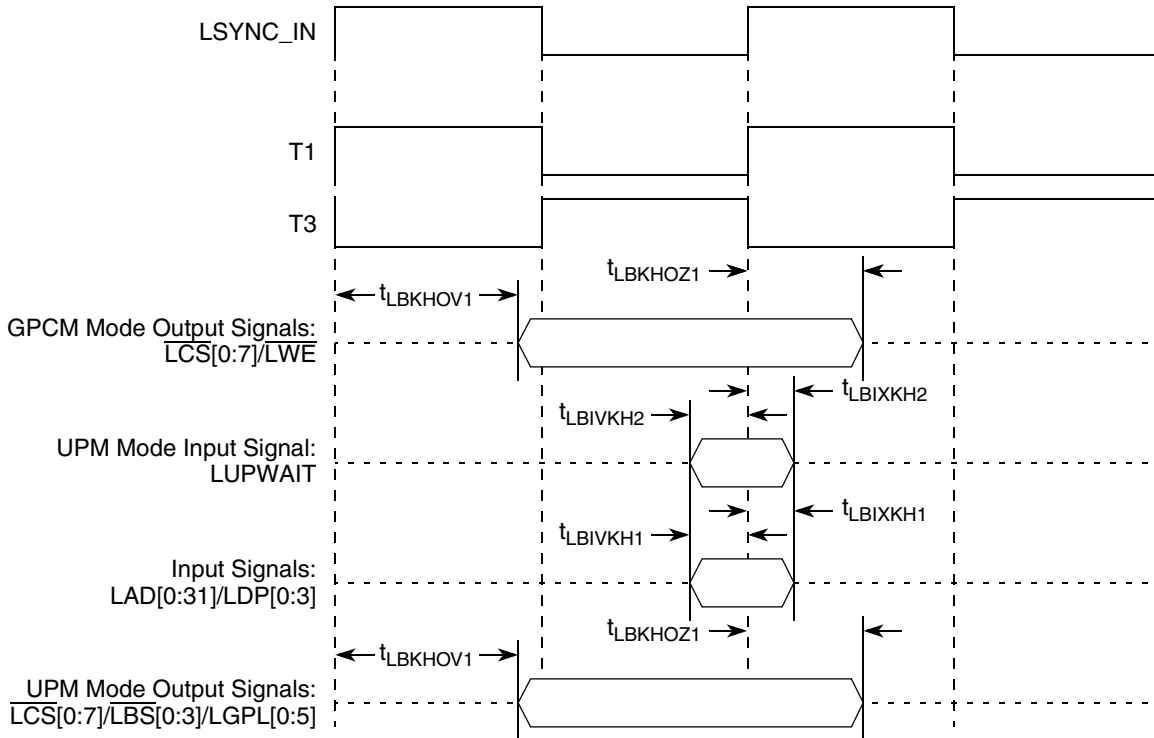 LSYNC_IN
T1
T3
tLBKHOZ1
tLBKHOV1
GPCM Mode Output Signals:
LCS[0:7]/LWE
tLBIXKH2
tLBIVKH2
UPM Mode Input Signal:
LUPWAIT
tLBIXKH1
tLBIVKH1
Input Signals:
LAD[0:31]/LDP[0:3]
tLBKHOZ1
tLBKHOV1
UPM Mode Output Signals:
LCS[0:7]/LBS[0:3]/LGPL[0:5]